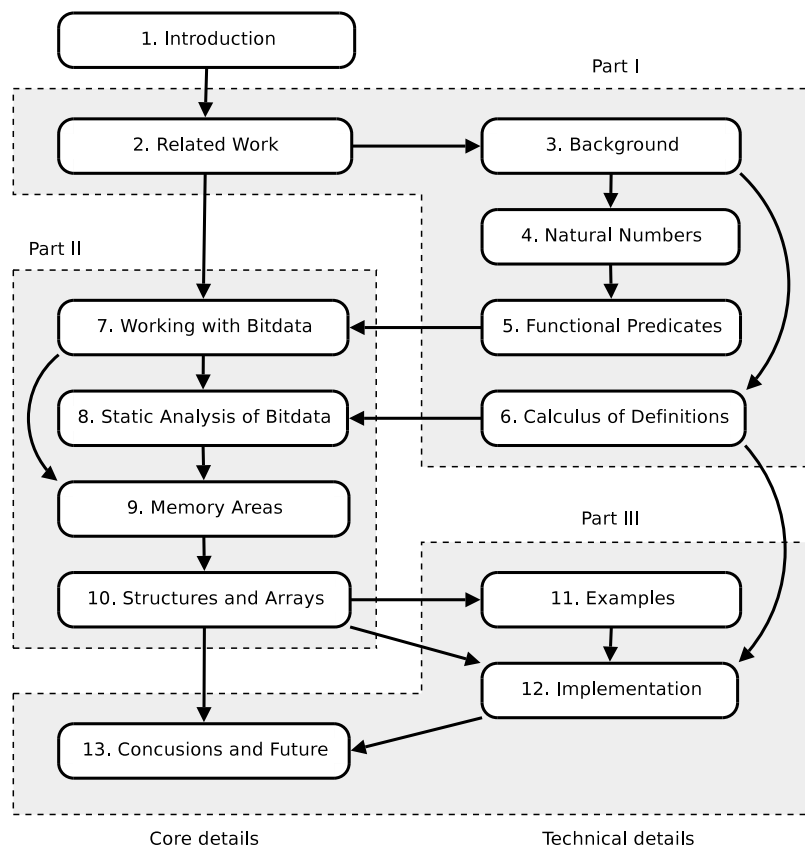 1. Introduction
Part I
2. Related Work
3. Background
4. Natural Numbers
Part II
7. Working with Bitdata
5. Functional Predicates
8. Static Analysis of Bitdata
6. Calculus of Definitions
9. Memory Areas
Part III
10. Structures and Arrays
11. Examples
12. Implementation
13. Concusions and Future
Core details
Technical details